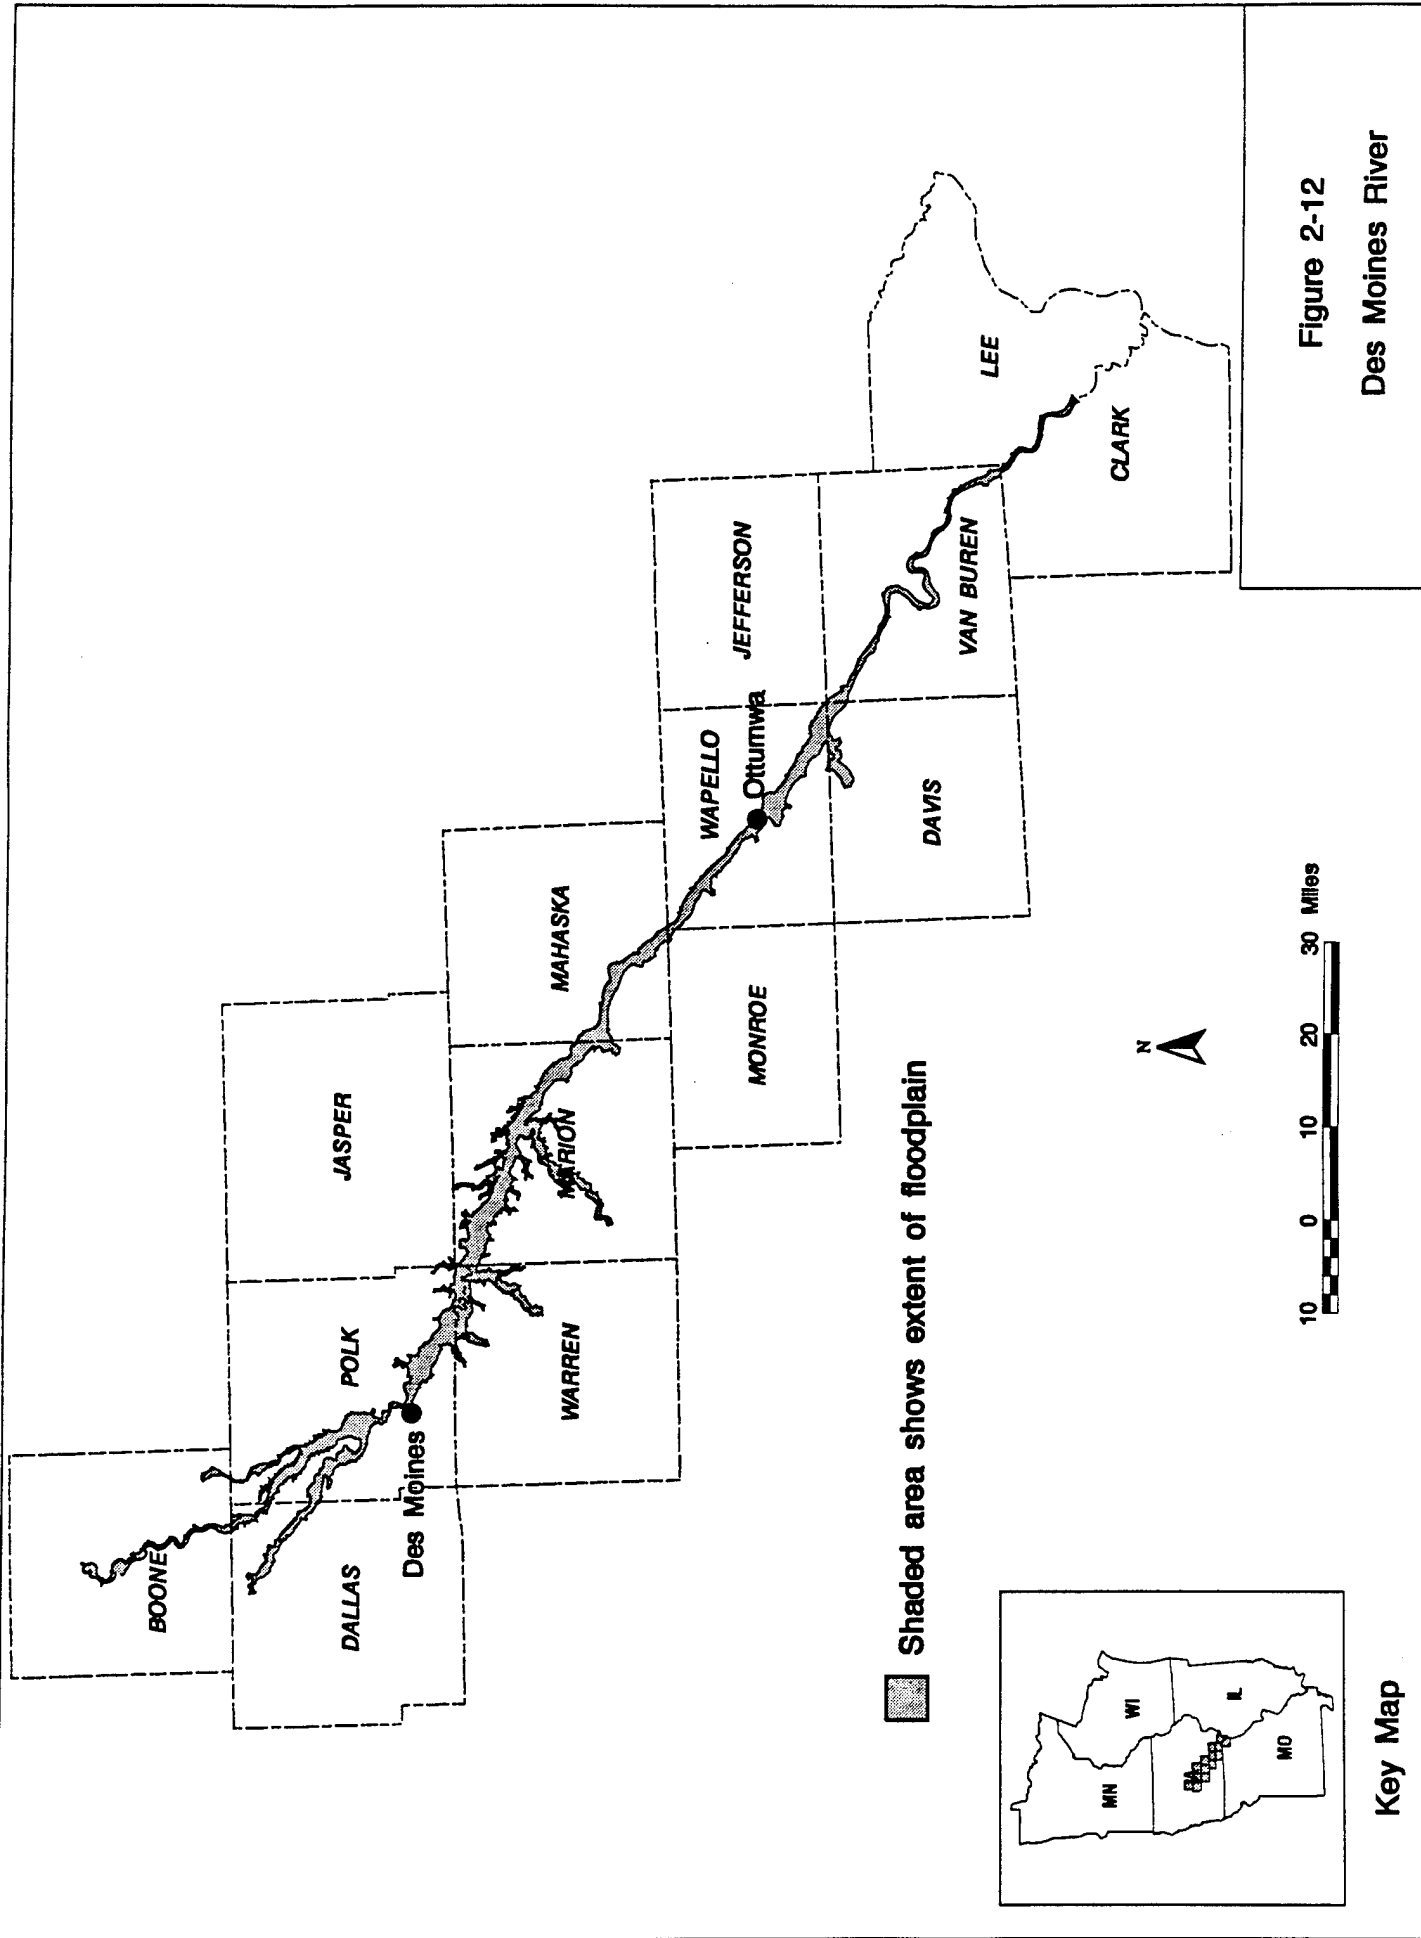 BOONE
DALLAS
POLK
JASPER
Des Moines
WARREN
MARION
MAHASKA
MONROE
WAPELLO
Ottumwa
JEFFERSON
DAVIS
VAN BUREN
LEE
CLARK
Shaded area shows extent of floodplain
N
10 0 10 20 30 Miles
MN
WI
IA
IL
MO
Key Map
Figure 2-12
Des Moines River